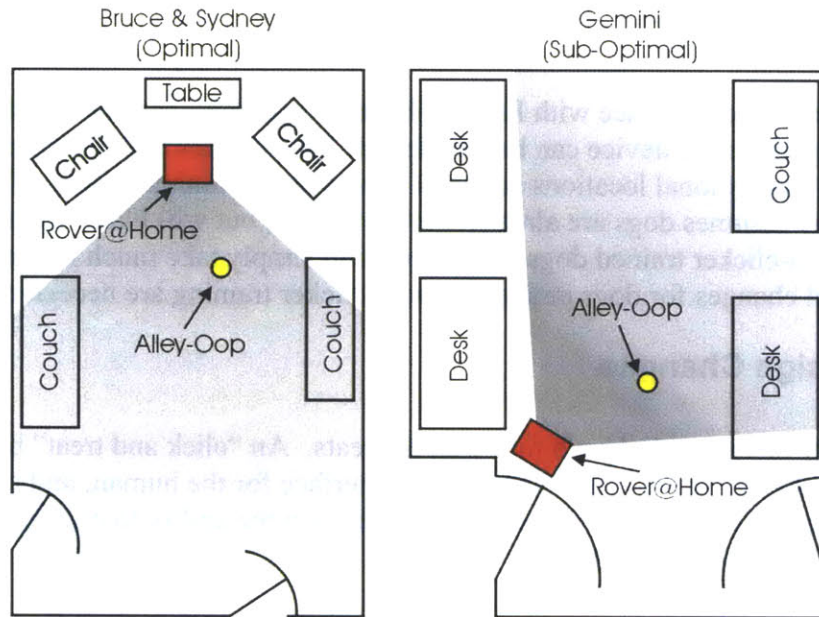 Bruce & Sydney
(Optimal)
Table
Chair
Chair
Rover@Home
Alley-Oop
Couch
Couch
Gemini
(Sub-Optimal)
Desk
Couch
Alley-Oop
Desk
Desk
Rover@Home